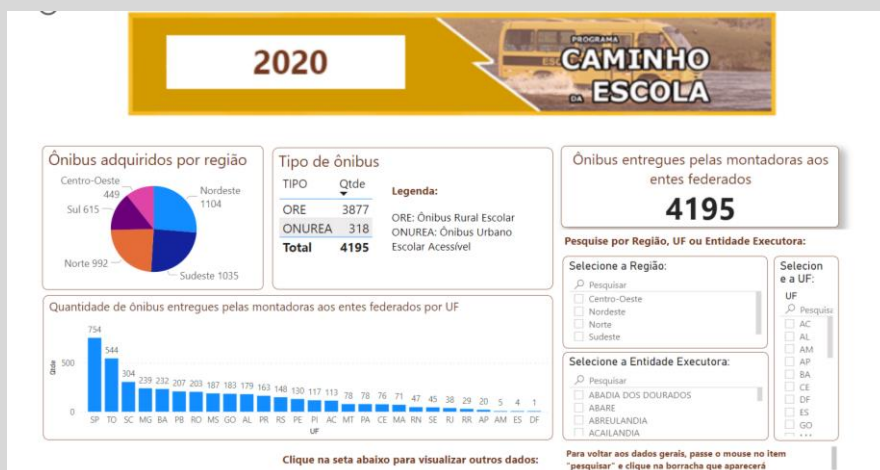 2020
PROGRAMA
CAMINHO
DA ESCOLA
Ônibus adquiridos por região
Centro-Oeste
449
Nordeste
1104
Sul 615
Norte 992
Sudeste 1035
Tipo de ônibus
TIPO Qtde
ORE 3877
ONUREA 318
Total 4195
Legenda:
ORE: Ônibus Rural Escolar
ONUREA: Ônibus Urbano
Escolar Acessível
Ônibus entregues pelas montadoras aos
entes federados
4195
Pesquise por Região, UF ou Entidade Executora:
Selecione a Região:
Pesquisar
Centro-Oeste
Nordeste
Norte
Sudeste
Selecion
e a UF:
UF
Pesquisa
AC
AL
AM
AP
BA
CE
DF
ES
GO
Selecione a Entidade Executora:
Pesquisar
ABADIA DOS DOURADOS
ABARE
ABREULANDIA
ACAILANDIA
Quantidade de ônibus entregues pelas montadoras aos entes federados por UF
Qtde
500
0
754 544 304 239 232 207 203 187 183 179 163 148 130 117 113 78 78 76 71 47 45 38 29 20 5 4 1
SP TO SC MG BA PB RO MS GO AL PR RS PE PI AC MT PA CE MA RN SE RJ RR AP AM ES DF
UF
Clique na seta abaixo para visualizar outros dados:
Para voltar aos dados gerais, passe o mouse no item
"pesquisar" e clique na borracha que aparecerá